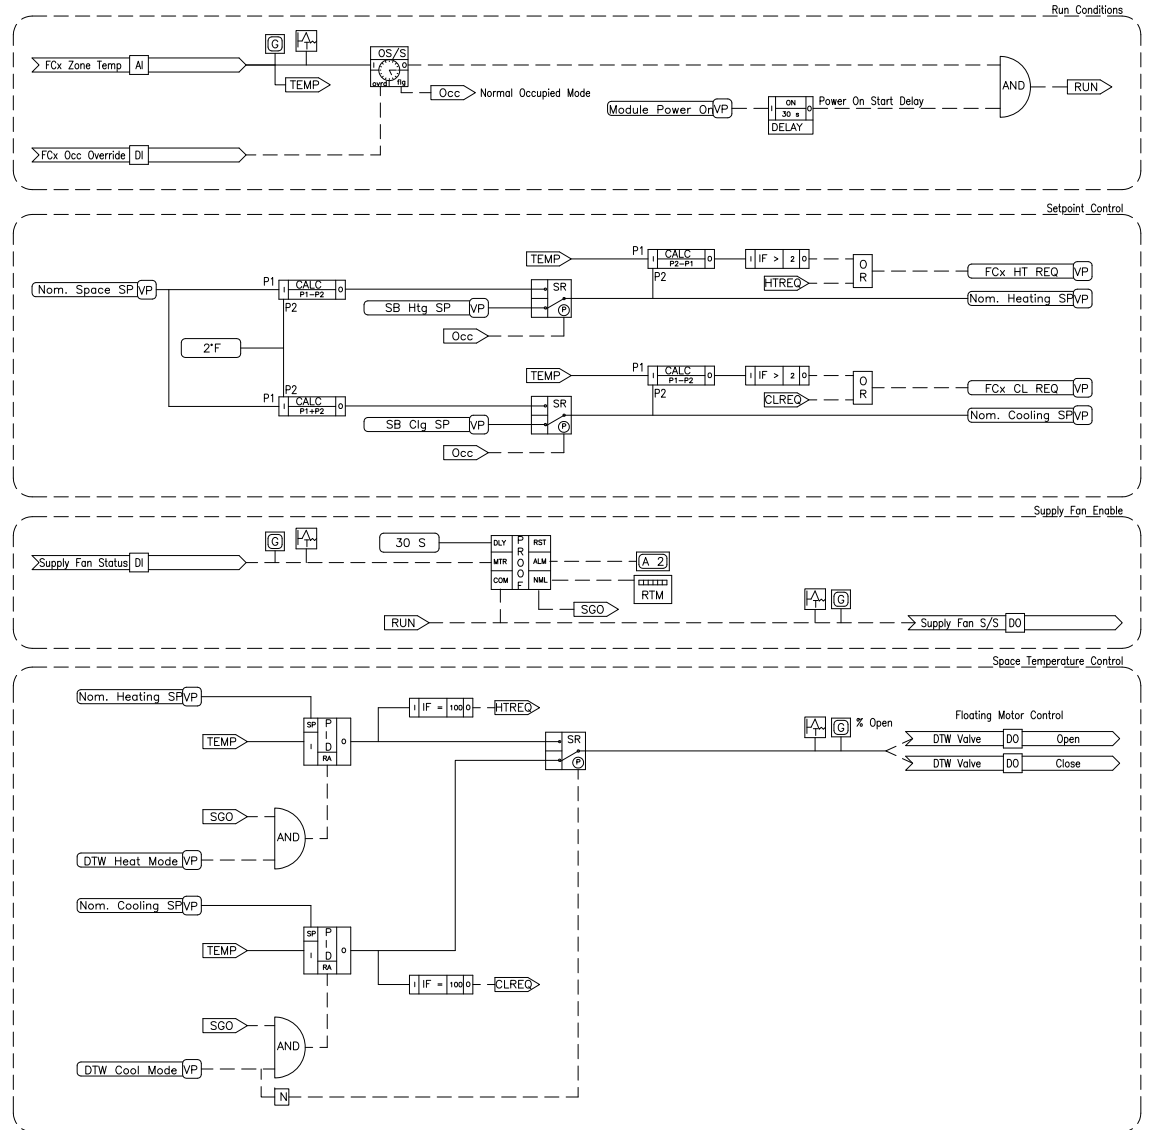 Run Conditions
FCx Zone Temp AI
G
TEMP
OS/S
I O
ovrd flg
Occ Normal Occupied Mode
Module Power On VP
I ON O
30 s
DELAY
Power On Start Delay
AND
RUN
FCx Occ Override DI
Setpoint Control
Nom. Space SP VP
P1 I CALC O
P1-P2
P2
2°F
P2
P1 I CALC O
P1+P2
SB Htg SP VP
Occ
SR
P
TEMP
P1 I CALC O
P2-P1
P2
I IF > 2 O
HTREQ
OR
FCx HT REQ VP
Nom. Heating SP VP
SB Clg SP VP
Occ
SR
P
TEMP
P1 I CALC O
P1-P2
P2
I IF > 2 O
CLREQ
OR
FCx CL REQ VP
Nom. Cooling SP VP
Supply Fan Enable
Supply Fan Status DI
G
30 S
DLY PROOF RST
MTR ALM
COM NML
A 2
RTM
SGO
RUN
G
Supply Fan S/S DO
Space Temperature Control
Nom. Heating SP VP
TEMP
SP PID
I O
RA
I IF = 100 O
HTREQ
SGO
AND
DTW Heat Mode VP
SR
P
G % Open
Floating Motor Control
DTW Valve DO Open
DTW Valve DO Close
Nom. Cooling SP VP
TEMP
SP PID
I O
RA
I IF = 100 O
CLREQ
SGO
AND
DTW Cool Mode VP
N